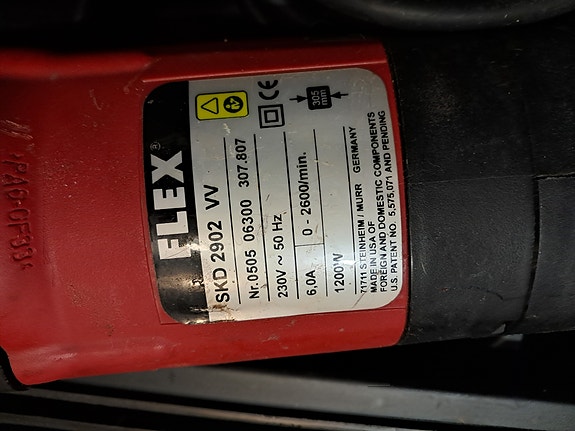 FLEX®
SKD 2902 VV
Nr. 0505 06300 307.807
230V ~ 50 Hz
6,0A 0 - 2600/min.
1200W
CE
305
mm
71711 STEINHEIM / MURR GERMANY
MADE IN USA OF
FOREIGN AND DOMESTIC COMPONENTS
U.S. PATENT NO. 5,575,071 AND PENDING